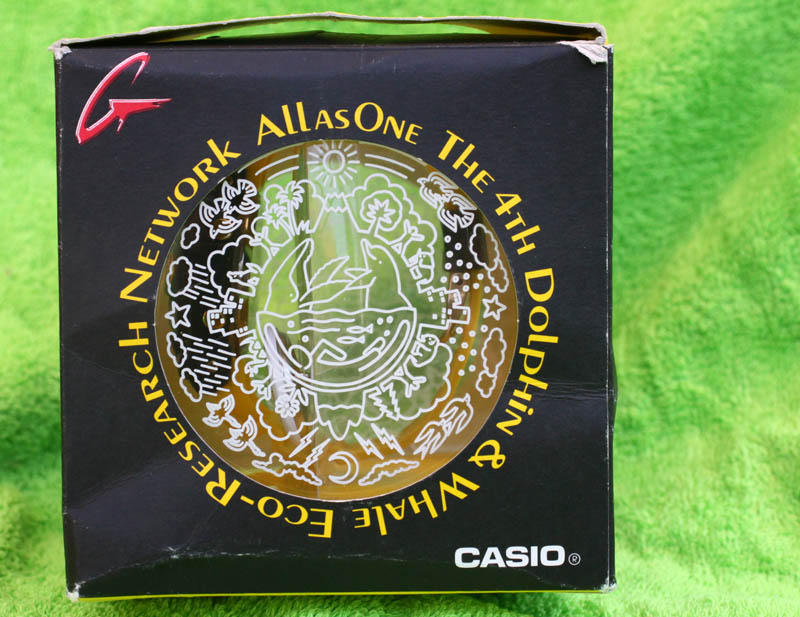 G
All as One The 4th Dolphin & Whale Eco-Research Network
CASIO®